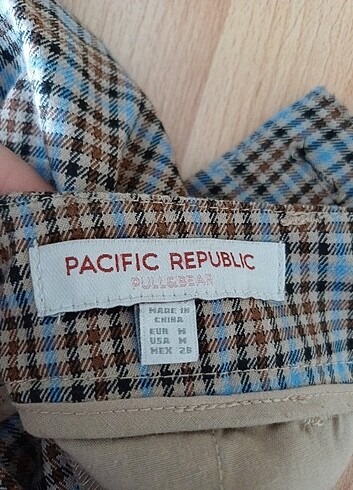 PACIFIC REPUBLIC
PULL&BEAR
MADE IN
CHINA
EUR M
USA M
MEX 28